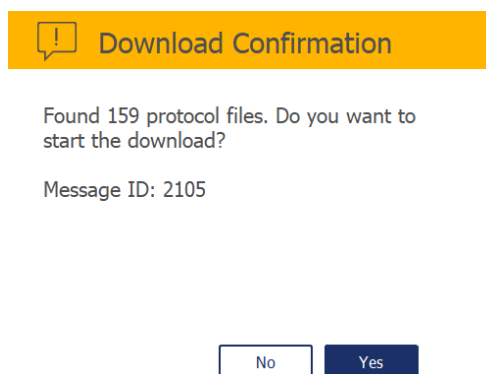 !
Download Confirmation
Found 159 protocol files. Do you want to
start the download?
Message ID: 2105
No
Yes